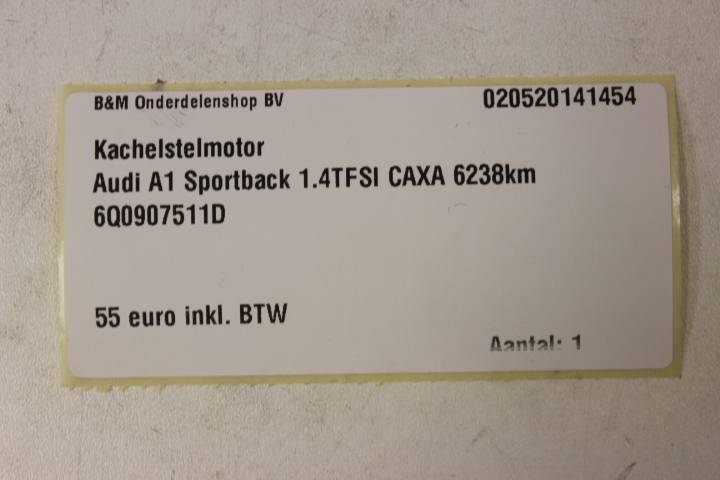 B&M Onderdelenshop BV 020520141454
Kachelstelmotor
Audi A1 Sportback 1.4TFSI CAXA 6238km
6Q0907511D
55 euro inkl. BTW
Aantal: 1